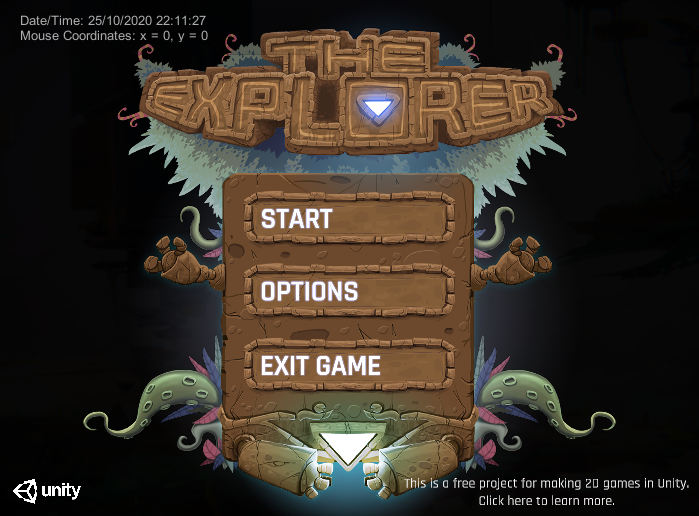 Date/Time: 25/10/2020 22:11:27
Mouse Coordinates: x = 0, y = 0
THE
EXPLORER
START
OPTIONS
EXIT GAME
unity
This is a free project for making 2D games in Unity.
Click here to learn more.